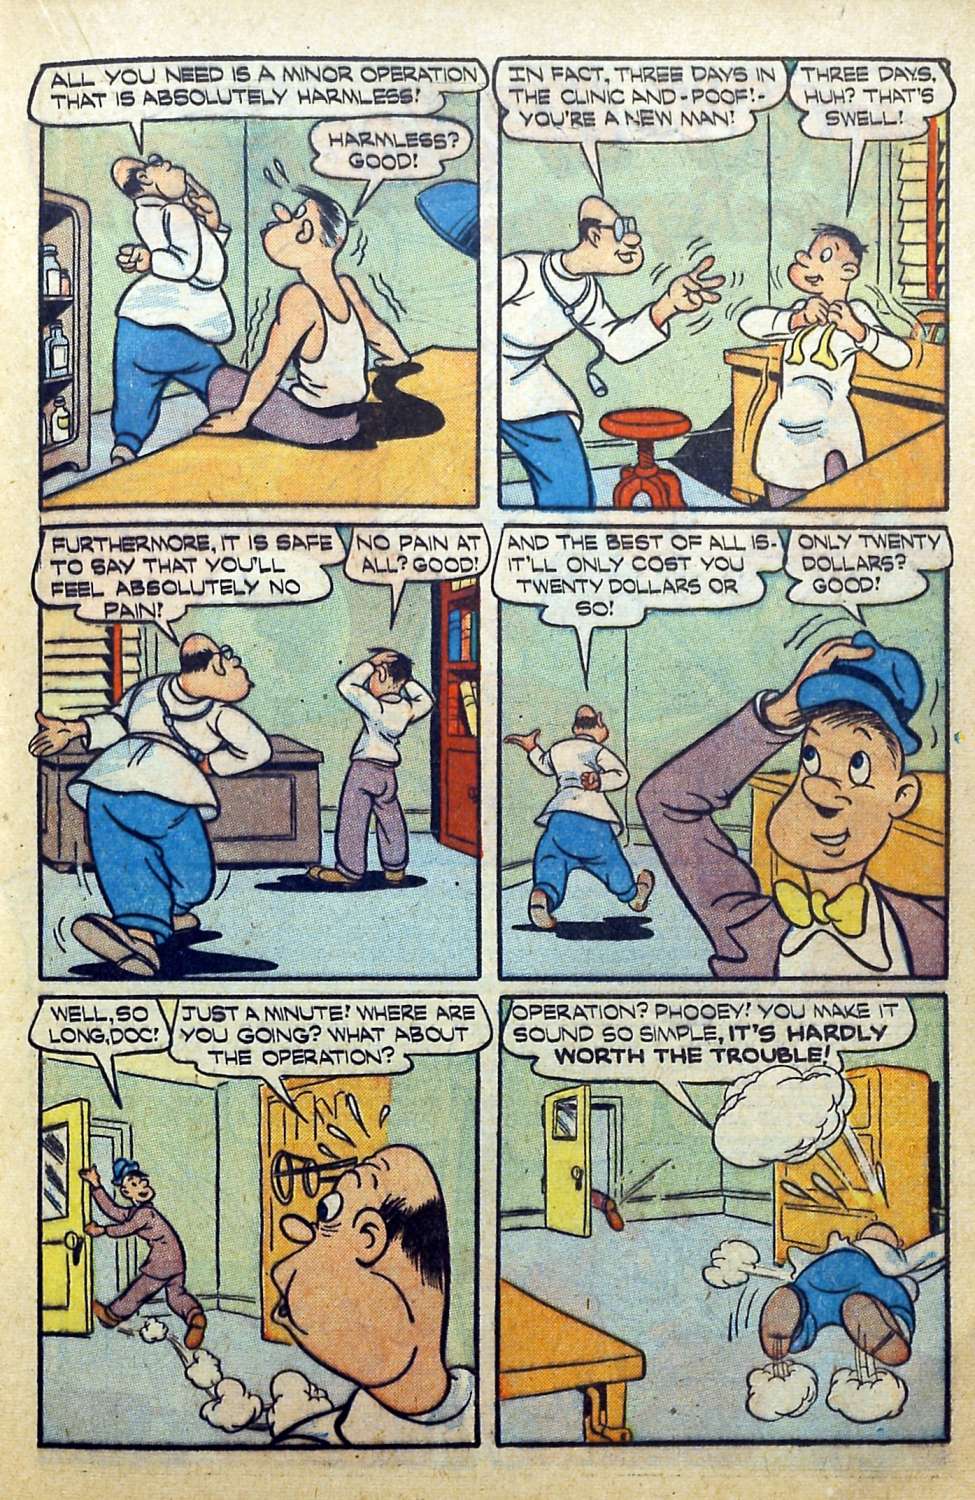 ALL YOU NEED IS A MINOR OPERATION
THAT IS ABSOLUTELY HARMLESS!
HARMLESS?
GOOD!
IN FACT, THREE DAYS IN
THE CLINIC AND-POOF!-
YOU'RE A NEW MAN!
THREE DAYS,
HUH? THAT'S
SWELL!
FURTHERMORE, IT IS SAFE
TO SAY THAT YOU'LL
FEEL ABSOLUTELY NO
PAIN!
NO PAIN AT
ALL? GOOD!
AND THE BEST OF ALL IS-
IT'LL ONLY COST YOU
TWENTY DOLLARS OR
SO!
ONLY TWENTY
DOLLARS?
GOOD!
WELL, SO
LONG, DOC!
JUST A MINUTE! WHERE ARE
YOU GOING? WHAT ABOUT
THE OPERATION?
OPERATION? PHOOEY! YOU MAKE IT
SOUND SO SIMPLE, IT'S HARDLY
WORTH THE TROUBLE!